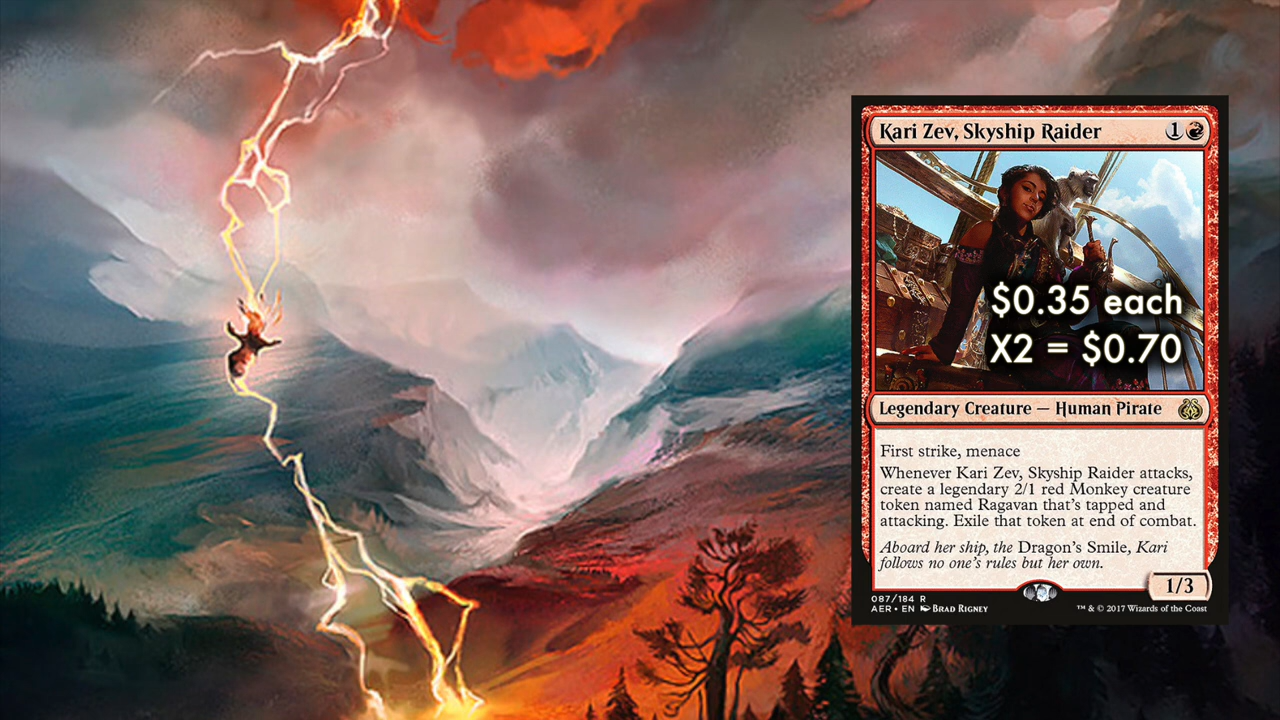 Kari Zev, Skyship Raider 1
$0.35 each
X2 = $0.70
Legendary Creature — Human Pirate
First strike, menace
Whenever Kari Zev, Skyship Raider attacks,
create a legendary 2/1 red Monkey creature
token named Ragavan that's tapped and
attacking. Exile that token at end of combat.
Aboard her ship, the Dragon's Smile, Kari
follows no one's rules but her own.
1/3
087/184 R
AER • EN Brad Rigney
™ & © 2017 Wizards of the Coast